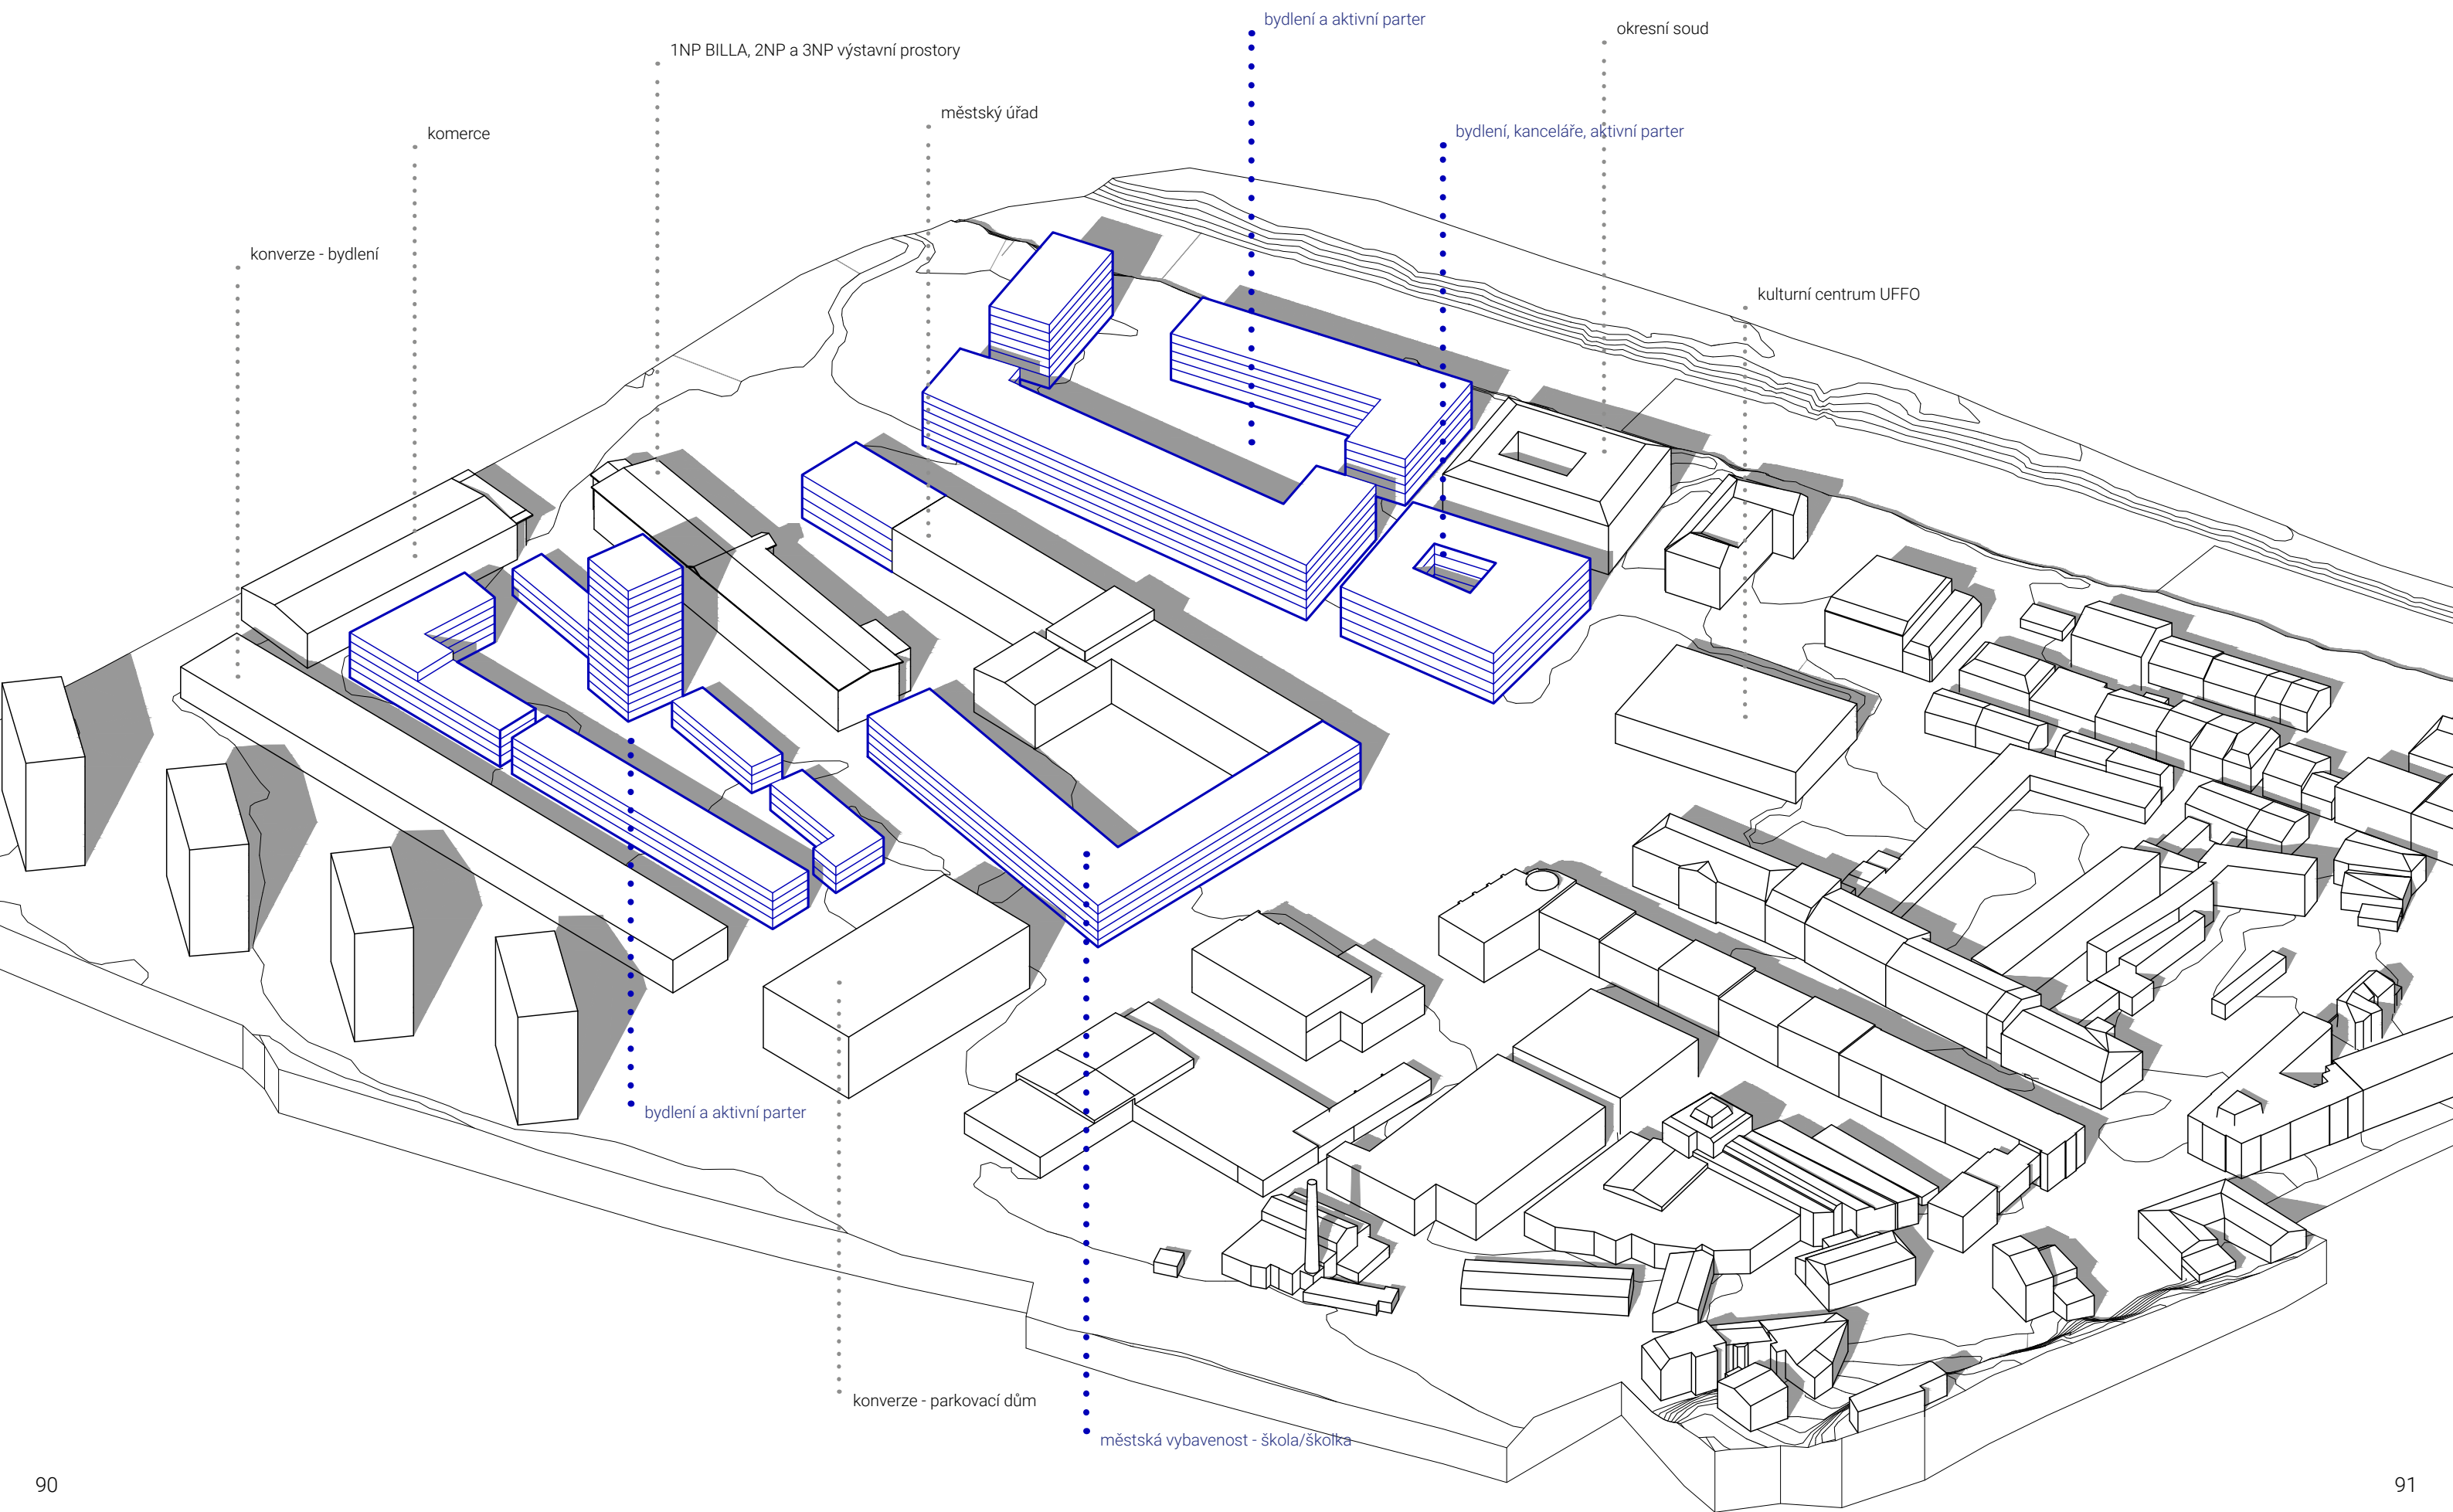 bydlení a aktivní parter
okresní soud
1NP BILLA, 2NP a 3NP výstavní prostory
městský úřad
bydlení, kanceláře, aktivní parter
komerce
konverze - bydlení
kulturní centrum UFFO
bydlení a aktivní parter
konverze - parkovací dům
městská vybavenost - škola/školka
90
91